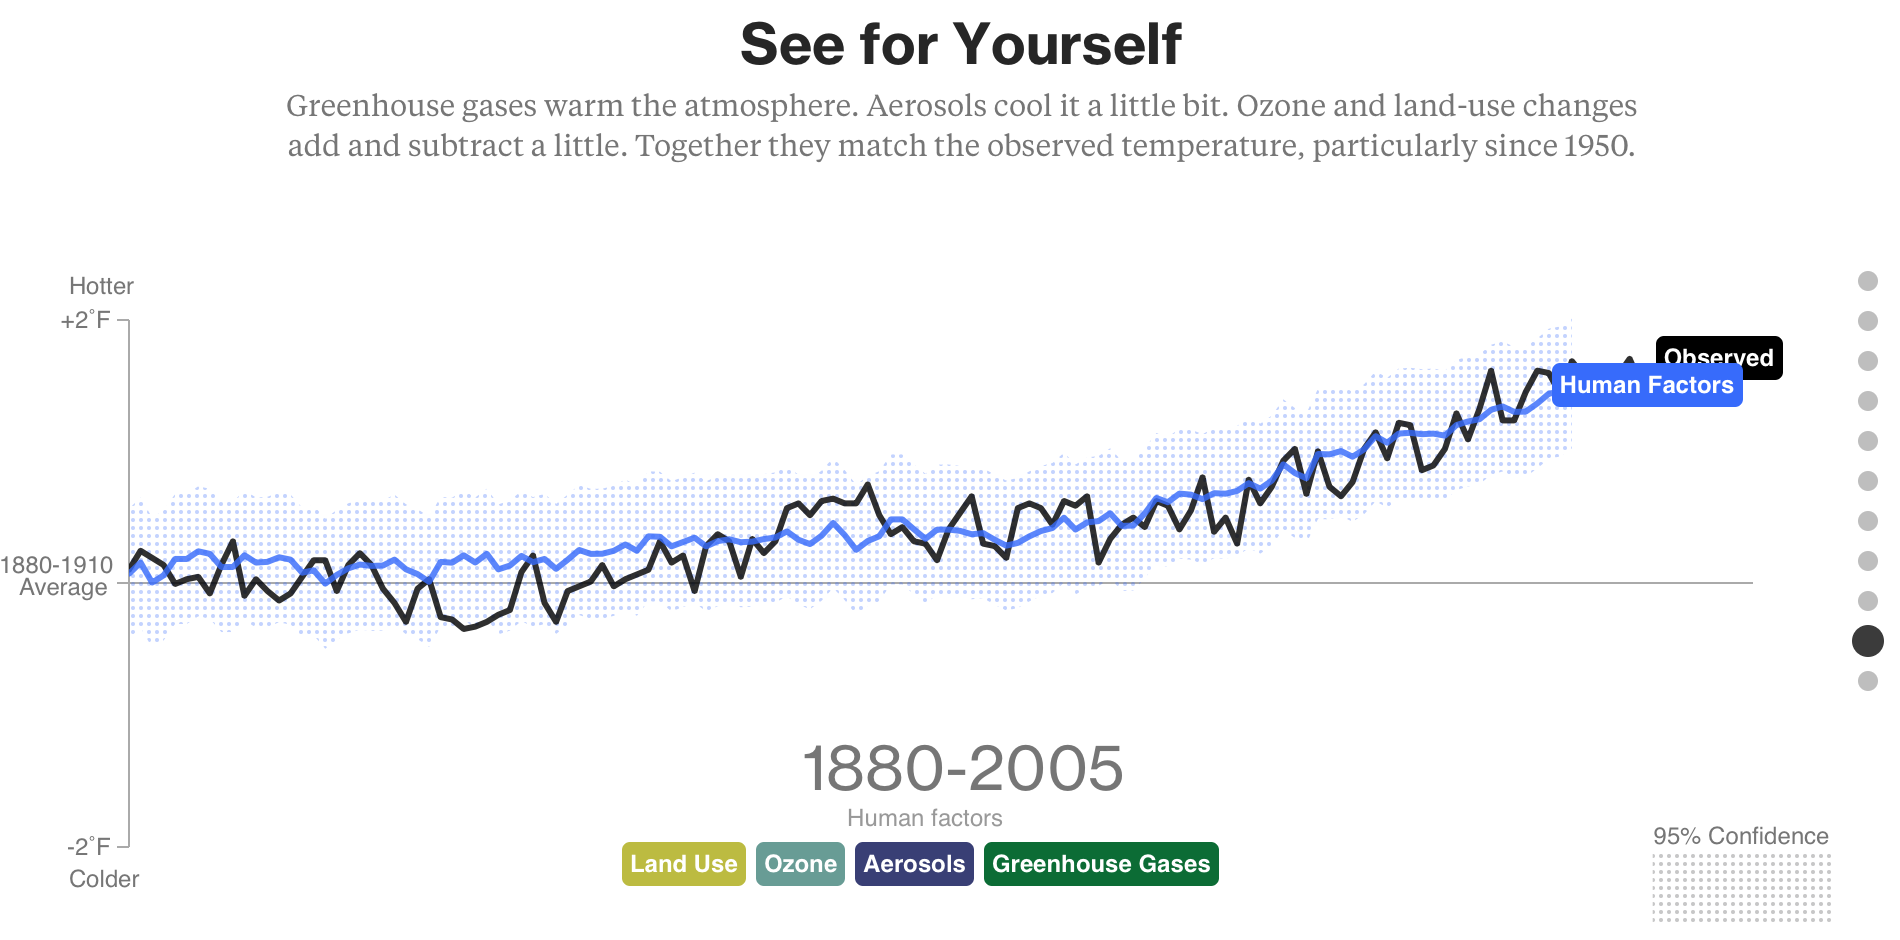 See for Yourself
Greenhouse gases warm the atmosphere. Aerosols cool it a little bit. Ozone and land-use changes
add and subtract a little. Together they match the observed temperature, particularly since 1950.
Hotter
+2°F
Observed
Human Factors
1880-1910
Average
1880-2005
Human factors
-2°F
Colder
Land Use Ozone Aerosols Greenhouse Gases
95% Confidence